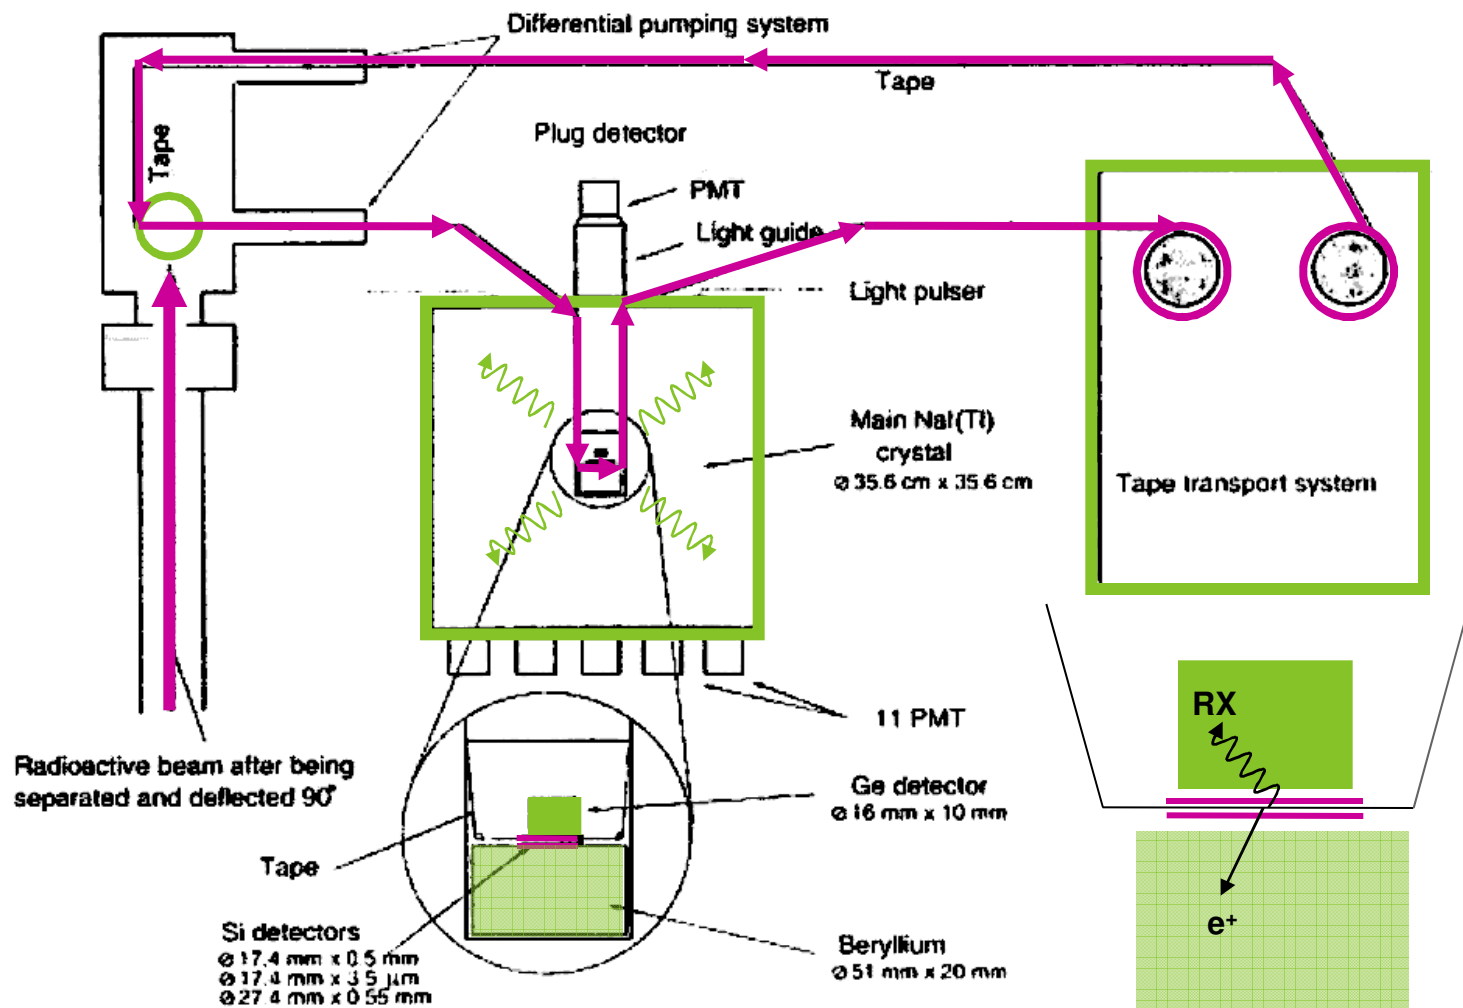 Differential pumping system
Tape
Tape
Plug detector
PMT
Light guide
Light pulser
Main NaI(Tl)
crystal
⌀ 35.6 cm x 35.6 cm
Tape transport system
11 PMT
RX
e⁺
Radioactive beam after being
separated and deflected 90°
Ge detector
⌀ 16 mm x 10 mm
Tape
Si detectors
⌀ 17.4 mm x 0.5 mm
⌀ 17.4 mm x 3.5 µm
⌀ 27.4 mm x 0.55 mm
Beryllium
⌀ 51 mm x 20 mm